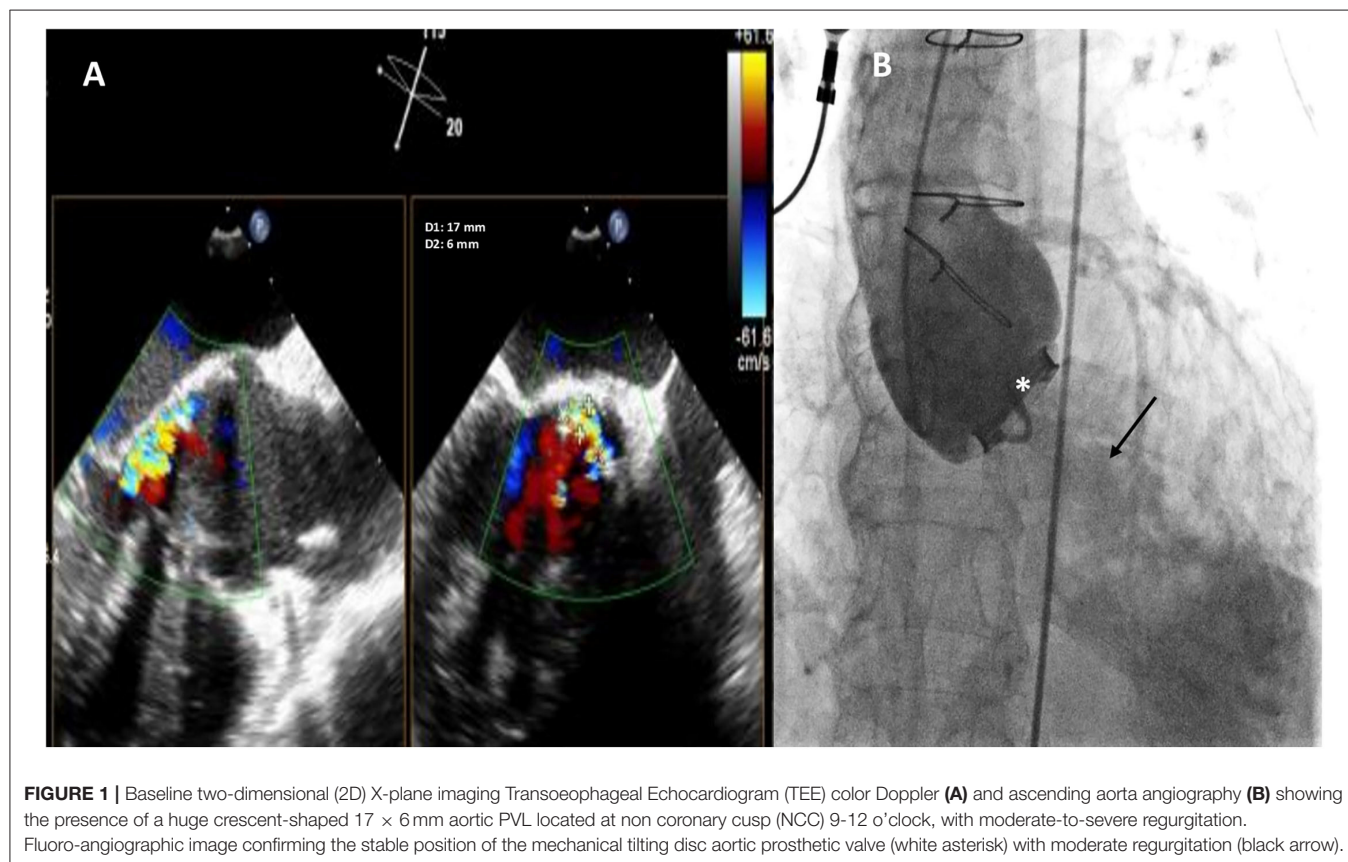 A
20
+61.6
B
D1: 17 mm
D2: 6 mm
-61.6
cm/s
*
FIGURE 1 | Baseline two-dimensional (2D) X-plane imaging Transoeophageal Echocardiogram (TEE) color Doppler (A) and ascending aorta angiography (B) showing
the presence of a huge crescent-shaped 17 × 6 mm aortic PVL located at non coronary cusp (NCC) 9-12 o'clock, with moderate-to-severe regurgitation.
Fluoro-angiographic image confirming the stable position of the mechanical tilting disc aortic prosthetic valve (white asterisk) with moderate regurgitation (black arrow).